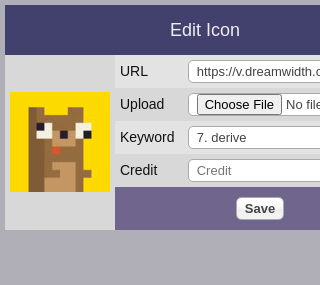 Edit Icon
URL https://v.dreamwidth.o
Upload Choose File No file
Keyword 7. derive
Credit Credit
Save